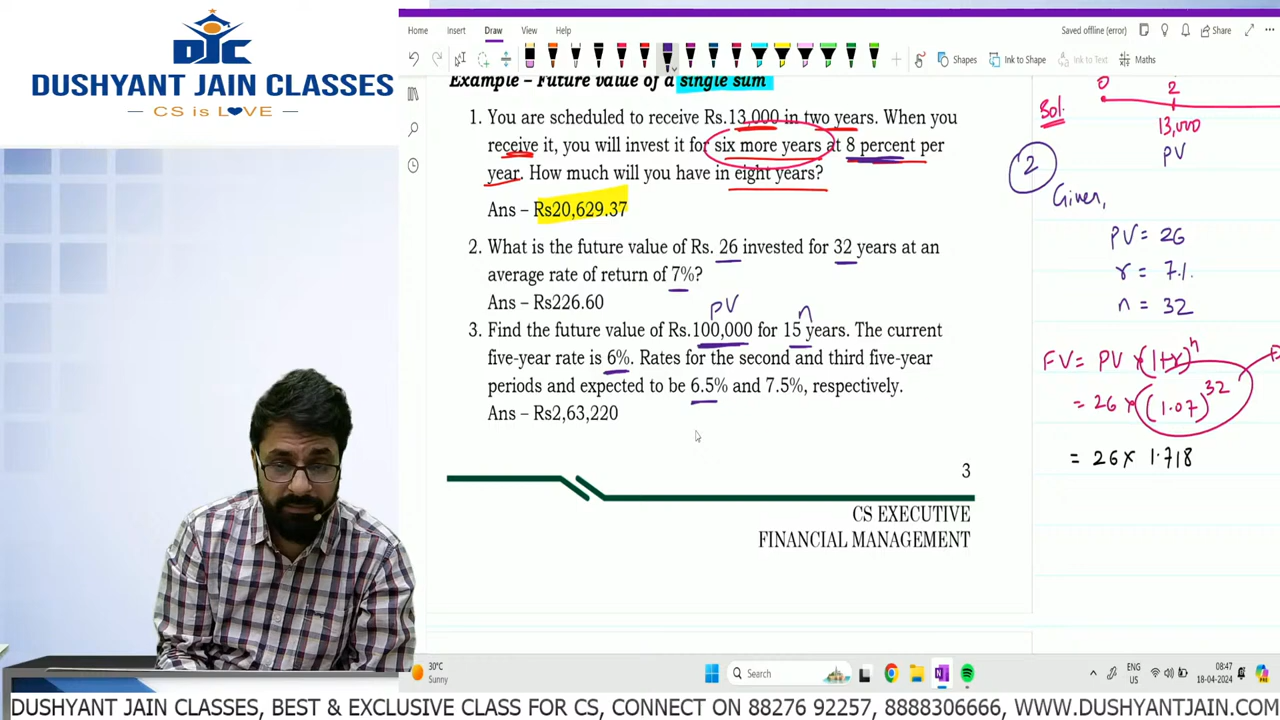 DJC
DUSHYANT JAIN CLASSES
CS is LVE
Home Insert Draw View Help
Saved offline (error)
Share
Shapes
Ink to Shape
Ink to Text
Maths
Example – Future value of a single sum
1. You are scheduled to receive Rs.13,000 in two years. When you
receive it, you will invest it for six more years at 8 percent per
year. How much will you have in eight years?
Ans – Rs20,629.37
2. What is the future value of Rs. 26 invested for 32 years at an
average rate of return of 7%?
Ans – Rs226.60
PV n
3. Find the future value of Rs.100,000 for 15 years. The current
five-year rate is 6%. Rates for the second and third five-year
periods and expected to be 6.5% and 7.5%, respectively.
Ans – Rs2,63,220
3
CS EXECUTIVE
FINANCIAL MANAGEMENT
0 2
Sol.
13,000
PV
2
Given,
PV = 26
r = 7%
n = 32
FV = PV × (1+r)^n
= 26 × (1.07)^32
= 26 × 1.718
30°C
Sunny
Search
ENG
US
08:47
18-04-2024
DUSHYANT JAIN CLASSES, BEST & EXCLUSIVE CLASS FOR CS, CONNECT ON 88276 92257, 8888306666, WWW.DUSHYANTJAIN.COM